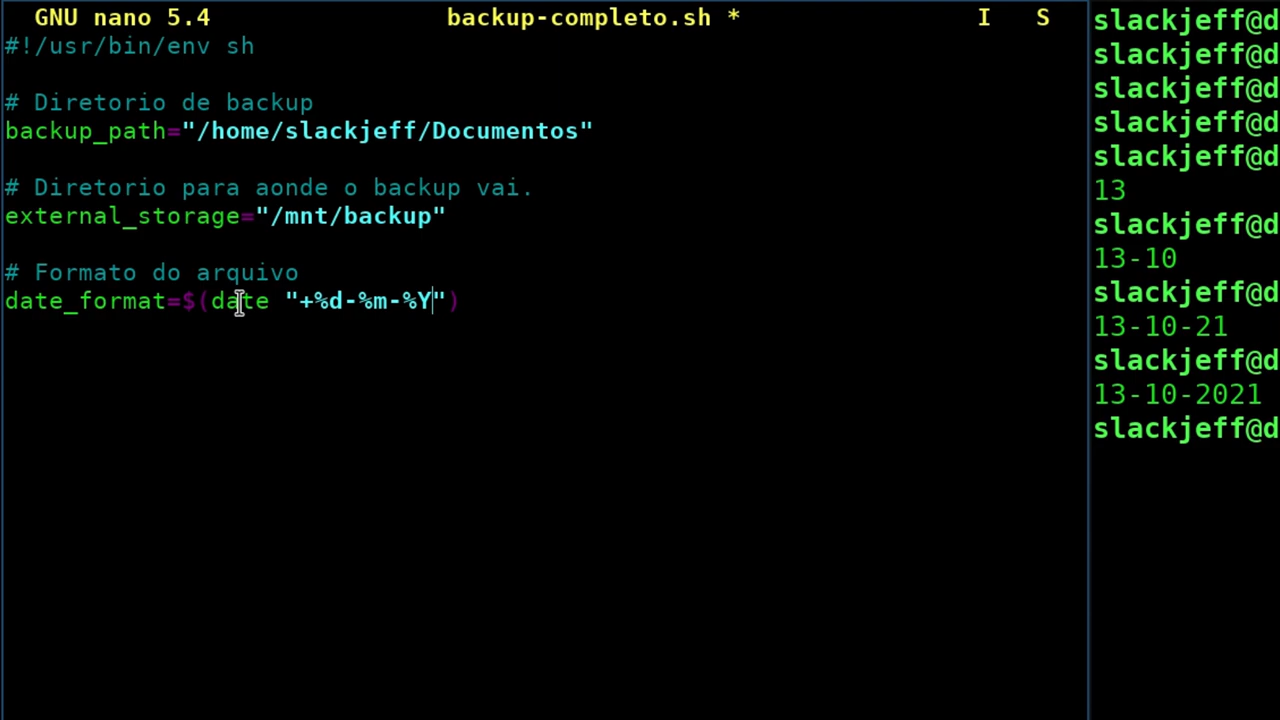 GNU nano 5.4 backup-completo.sh * I S
#!/usr/bin/env sh
# Diretorio de backup
backup_path="/home/slackjeff/Documentos"
# Diretorio para aonde o backup vai.
external_storage="/mnt/backup"
# Formato do arquivo
date_format=$(date "+%d-%m-%Y")
slackjeff@d
slackjeff@d
slackjeff@d
slackjeff@d
slackjeff@d
13
slackjeff@d
13-10
slackjeff@d
13-10-21
slackjeff@d
13-10-2021
slackjeff@d